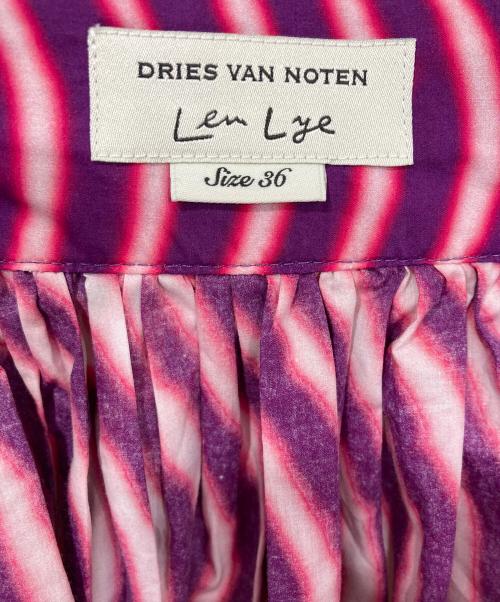 DRIES VAN NOTEN
Len Lye
Size 36